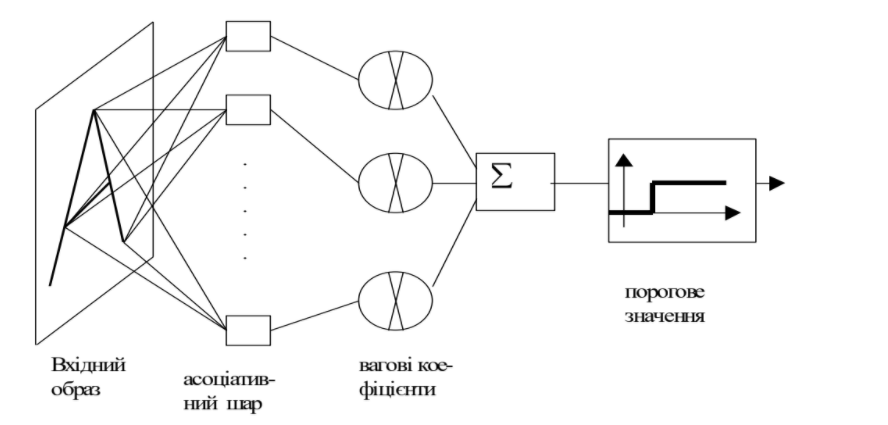 Σ
порогове
значення
Вхідний
образ
асоціатив-
ний шар
вагові кое-
фіцієнти